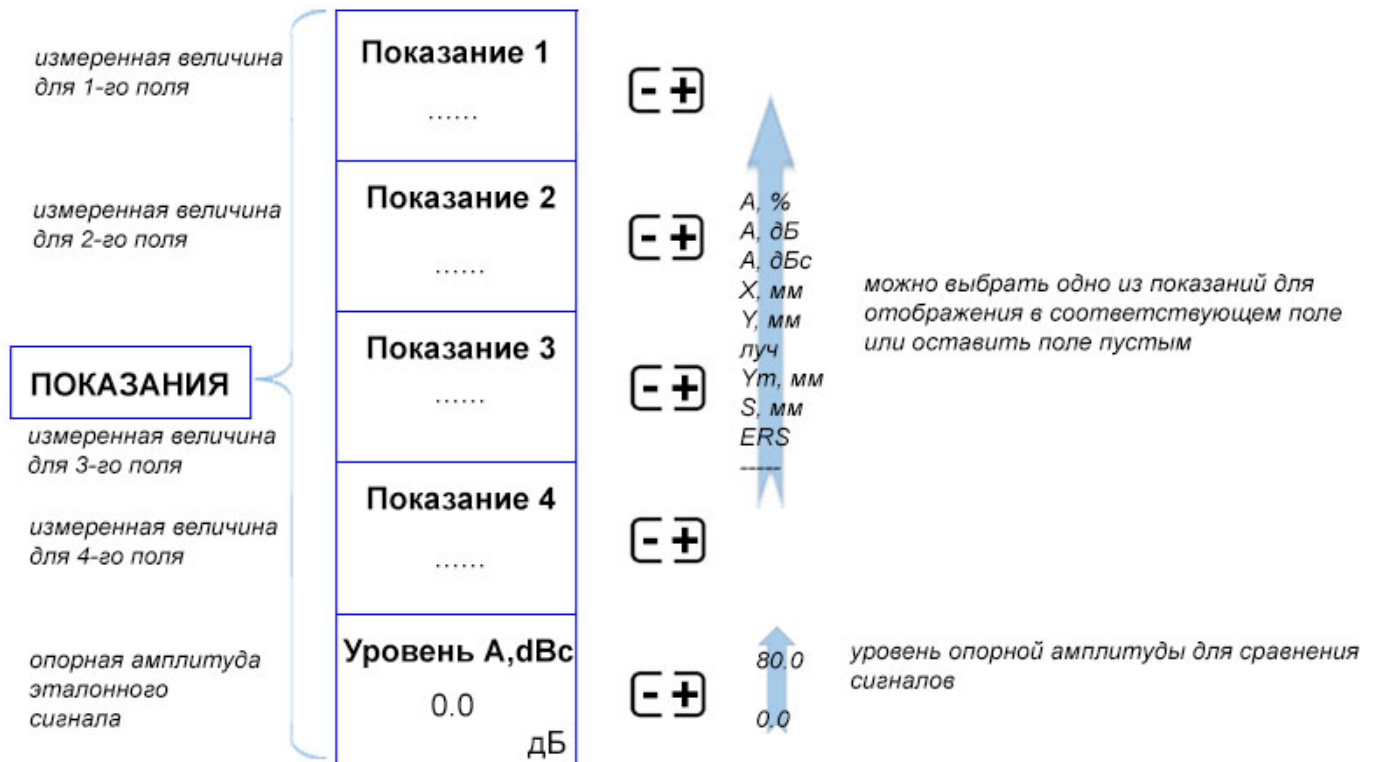 измеренная величина
для 1-го поля
Показание 1
......
- +
измеренная величина
для 2-го поля
Показание 2
......
- +
ПОКАЗАНИЯ
Показание 3
......
- +
измеренная величина
для 3-го поля
измеренная величина
для 4-го поля
Показание 4
......
- +
А, %
А, дБ
А, дБс
X, мм
Y, мм
луч
Yт, мм
S, мм
ERS
-----
можно выбрать одно из показаний для
отображения в соответствующем поле
или оставить поле пустым
опорная амплитуда
эталонного
сигнала
Уровень А,dBc
0.0
дБ
- +
80.0
0.0
уровень опорной амплитуды для сравнения
сигналов